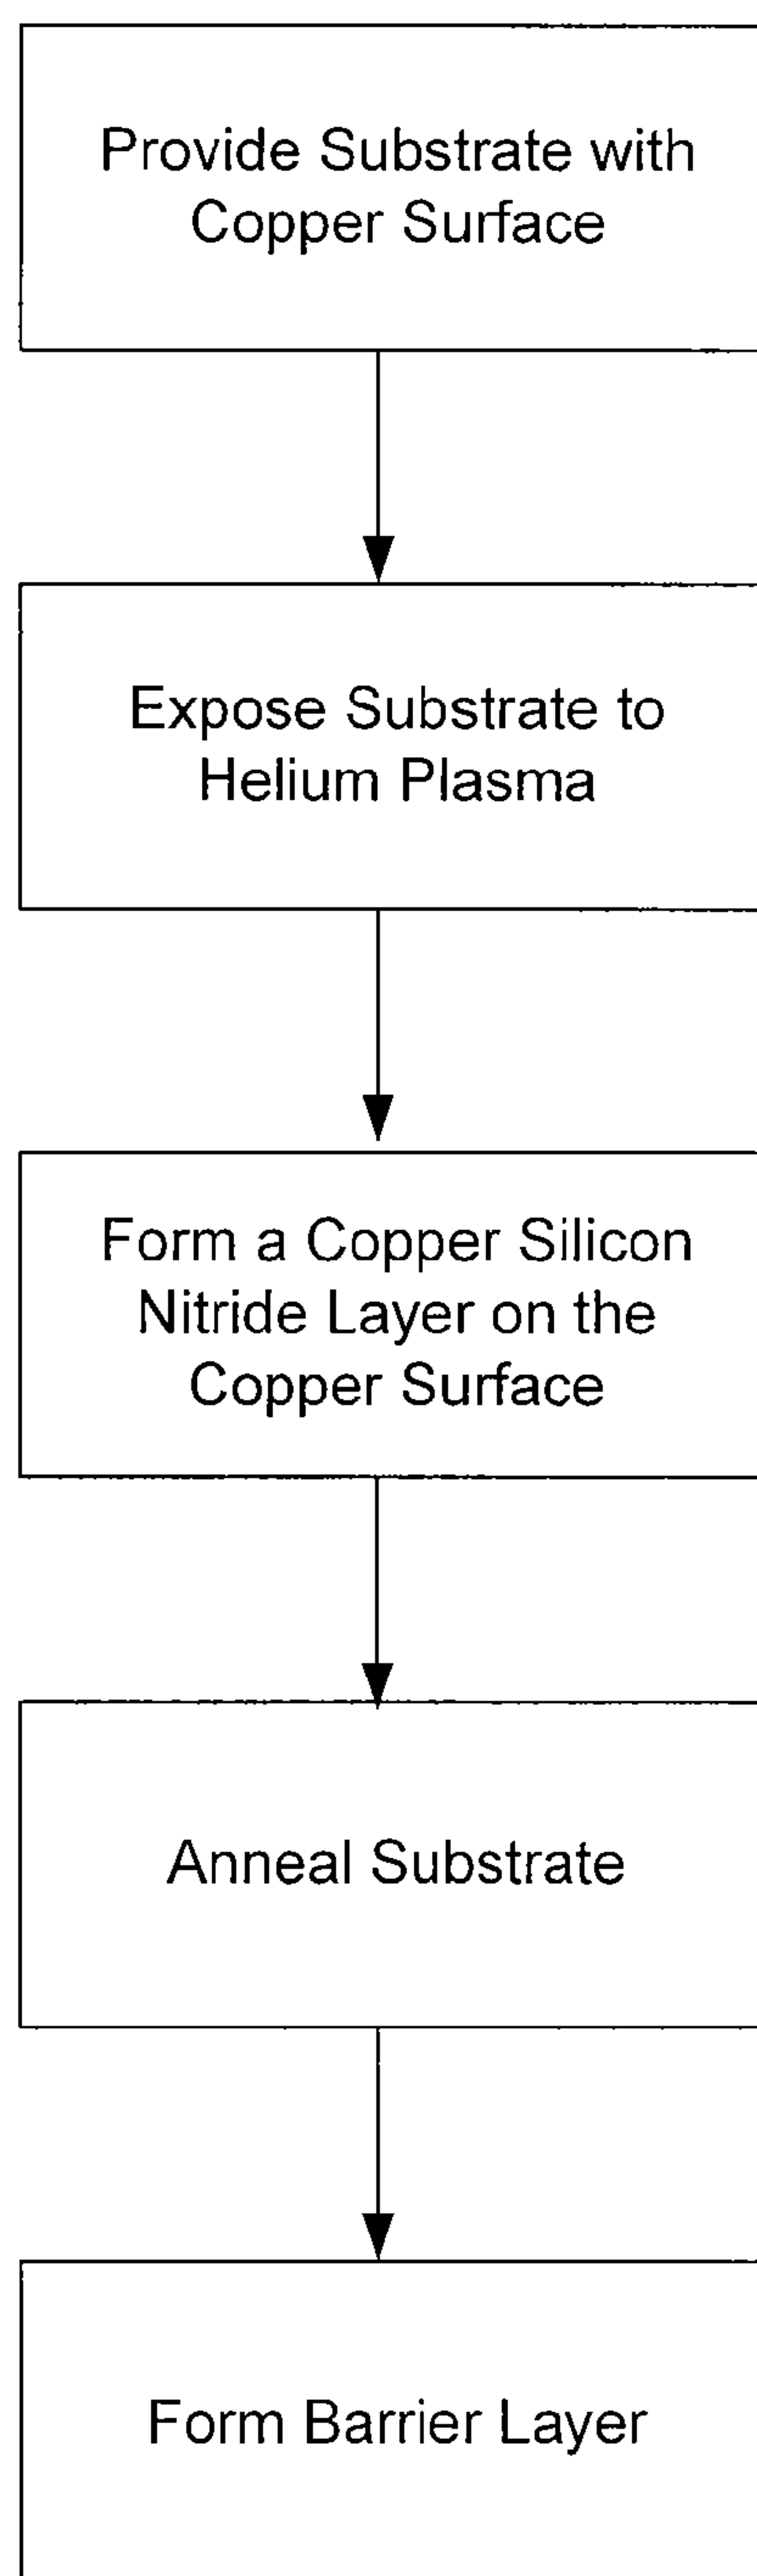 Provide Substrate with
Copper Surface
Expose Substrate to
Helium Plasma
Form a Copper Silicon
Nitride Layer on the
Copper Surface
Anneal Substrate
Form Barrier Layer